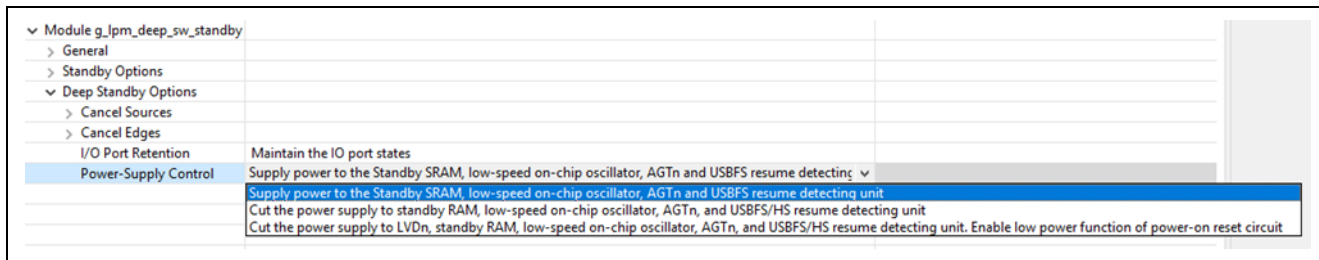 Module g_lpm_deep_sw_standby
General
Standby Options
Deep Standby Options
Cancel Sources
Cancel Edges
I/O Port Retention Maintain the IO port states
Power-Supply Control Supply power to the Standby SRAM, low-speed on-chip oscillator, AGTn and USBFS resume detecting
Supply power to the Standby SRAM, low-speed on-chip oscillator, AGTn and USBFS resume detecting unit
Cut the power supply to standby RAM, low-speed on-chip oscillator, AGTn, and USBFS/HS resume detecting unit
Cut the power supply to LVDn, standby RAM, low-speed on-chip oscillator, AGTn, and USBFS/HS resume detecting unit. Enable low power function of power-on reset circuit